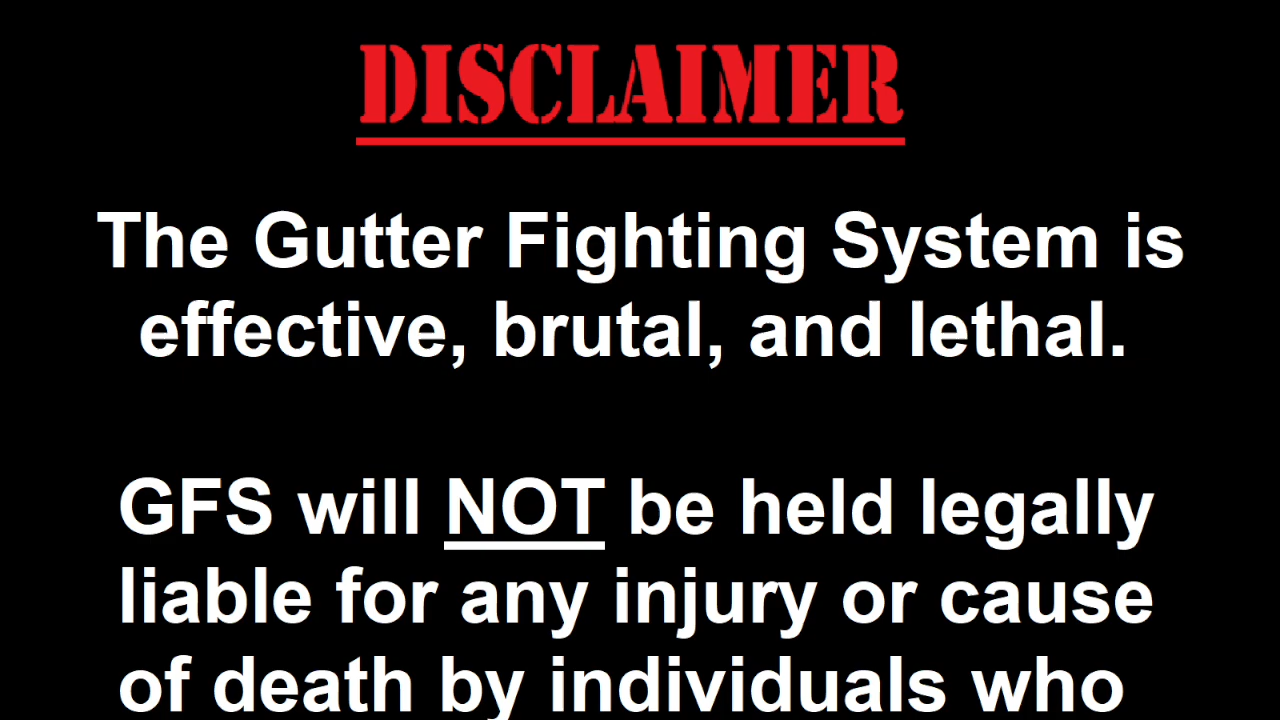 DISCLAIMER
The Gutter Fighting System is
effective, brutal, and lethal.
GFS will NOT be held legally
liable for any injury or cause
of death by individuals who